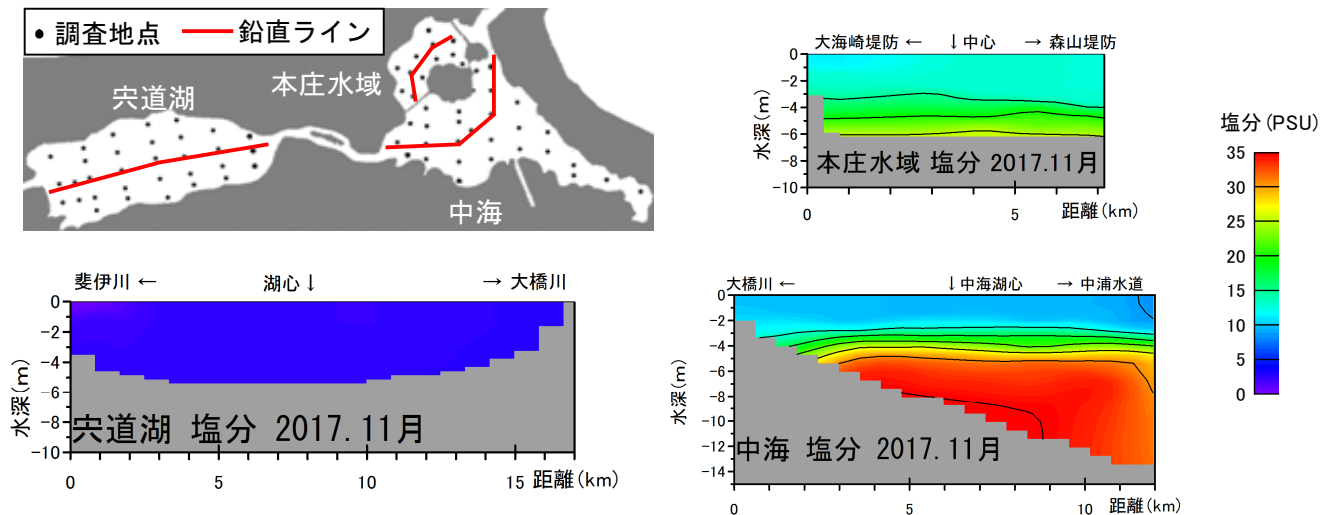 • 調査地点 ― 鉛直ライン
宍道湖
本庄水域
中海
大海崎堤防 ← ↓中心 → 森山堤防
水深(m)
0
-2
-4
-6
-8
-10
本庄水域 塩分 2017.11月
0 5 距離(km)
塩分(PSU)
35
30
25
20
15
10
5
0
斐伊川 ← 湖心↓ → 大橋川
水深(m)
0
-2
-4
-6
-8
-10
宍道湖 塩分 2017.11月
0 5 10 15 距離(km)
大橋川 ← ↓中海湖心 → 中浦水道
水深(m)
0
-2
-4
-6
-8
-10
-12
-14
中海 塩分 2017.11月
0 5 10 距離(km)